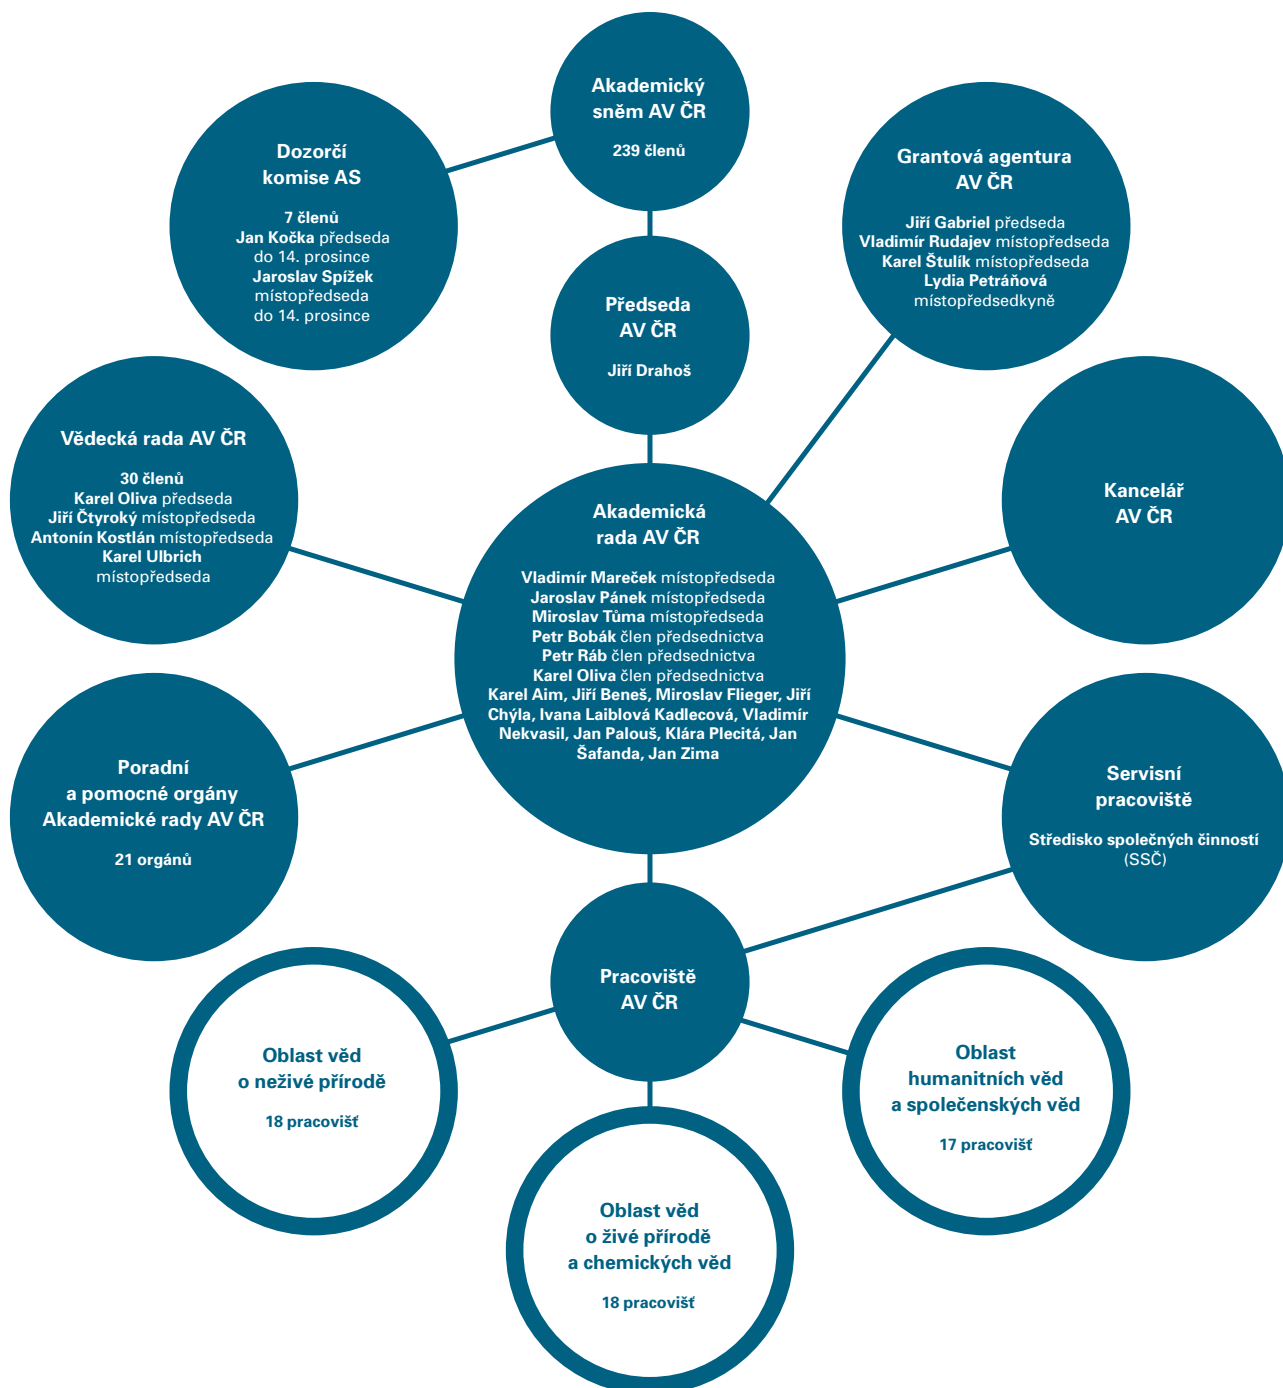 Akademický
sněm AV ČR
239 členů
Dozorčí
komise AS
7 členů
Jan Kočka předseda
do 14. prosince
Jaroslav Spížek
místopředseda
do 14. prosince
Grantová agentura
AV ČR
Jiří Gabriel předseda
Vladimír Rudajev místopředseda
Karel Štulík místopředseda
Lydia Petráňová
místopředsedkyně
Předseda
AV ČR
Jiří Drahoš
Vědecká rada AV ČR
30 členů
Karel Oliva předseda
Jiří Čtyroký místopředseda
Antonín Kostlán místopředseda
Karel Ulbrich
místopředseda
Kancelář
AV ČR
Akademická
rada AV ČR
Vladimír Mareček místopředseda
Jaroslav Pánek místopředseda
Miroslav Tůma místopředseda
Petr Bobák člen předsednictva
Petr Ráb člen předsednictva
Karel Oliva člen předsednictva
Karel Aim, Jiří Beneš, Miroslav Flieger, Jiří
Chýla, Ivana Laiblová Kadlecová, Vladimír
Nekvasil, Jan Palouš, Klára Plecitá, Jan
Šafanda, Jan Zima
Poradní
a pomocné orgány
Akademické rady AV ČR
21 orgánů
Servisní
pracoviště
Středisko společných činností
(SSČ)
Pracoviště
AV ČR
Oblast věd
o neživé přírodě
18 pracovišť
Oblast
humanitních věd
a společenských věd
17 pracovišť
Oblast věd
o živé přírodě
a chemických věd
18 pracovišť